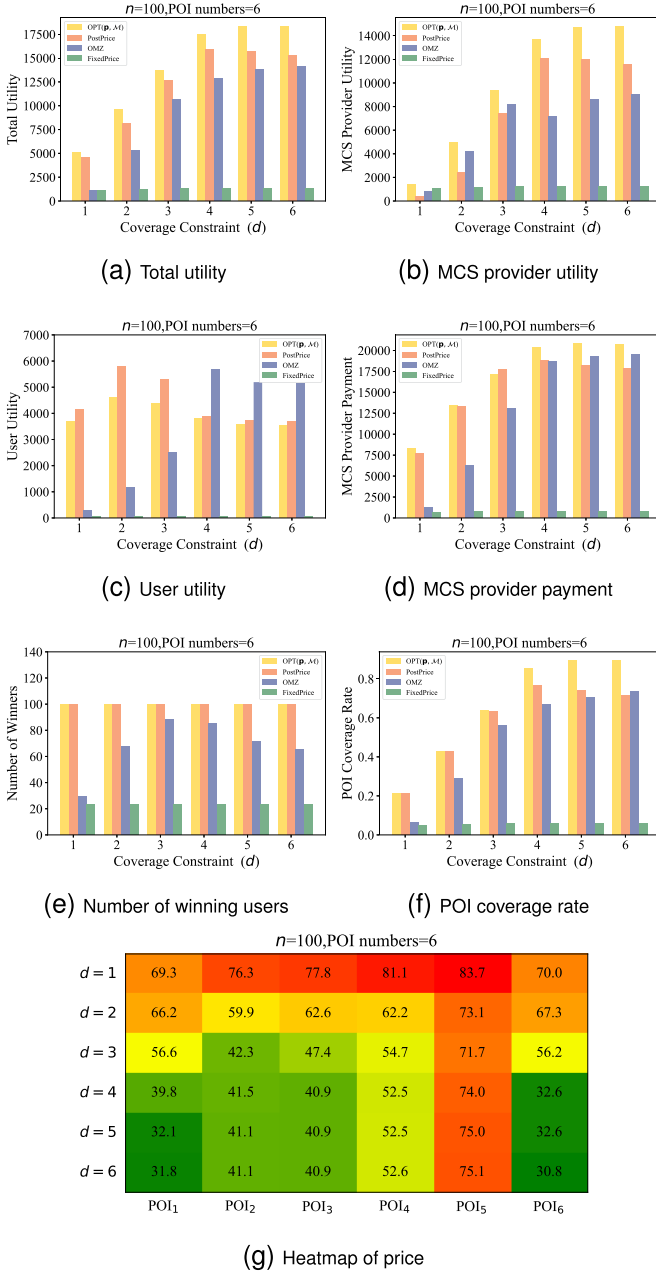 n=100,POI numbers=6
Total Utility
17500
15000
12500
10000
7500
5000
2500
0
OPT(p, M)
PostPrice
OMZ
FixedPrice
1 2 3 4 5 6
Coverage Constraint (d)
(a) Total utility
n=100,POI numbers=6
MCS Provider Utility
14000
12000
10000
8000
6000
4000
2000
0
OPT(p, M)
PostPrice
OMZ
FixedPrice
1 2 3 4 5 6
Coverage Constraint (d)
(b) MCS provider utility
n=100,POI numbers=6
User Utility
7000
6000
5000
4000
3000
2000
1000
0
OPT(p, M)
PostPrice
OMZ
FixedPrice
1 2 3 4 5 6
Coverage Constraint (d)
(c) User utility
n=100,POI numbers=6
MCS Provider Payment
20000
17500
15000
12500
10000
7500
5000
2500
0
OPT(p, M)
PostPrice
OMZ
FixedPrice
1 2 3 4 5 6
Coverage Constraint (d)
(d) MCS provider payment
n=100,POI numbers=6
Number of Winners
140
120
100
80
60
40
20
0
OPT(p, M)
PostPrice
OMZ
FixedPrice
1 2 3 4 5 6
Coverage Constraint (d)
(e) Number of winning users
n=100,POI numbers=6
POI Coverage Rate
0.8
0.6
0.4
0.2
0.0
OPT(p, M)
PostPrice
OMZ
FixedPrice
1 2 3 4 5 6
Coverage Constraint (d)
(f) POI coverage rate
n=100,POI numbers=6
d = 1 69.3 76.3 77.8 81.1 83.7 70.0
d = 2 66.2 59.9 62.6 62.2 73.1 67.3
d = 3 56.6 42.3 47.4 54.7 71.7 56.2
d = 4 39.8 41.5 40.9 52.5 74.0 32.6
d = 5 32.1 41.1 40.9 52.5 75.0 32.6
d = 6 31.8 41.1 40.9 52.6 75.1 30.8
POI₁ POI₂ POI₃ POI₄ POI₅ POI₆
(g) Heatmap of price